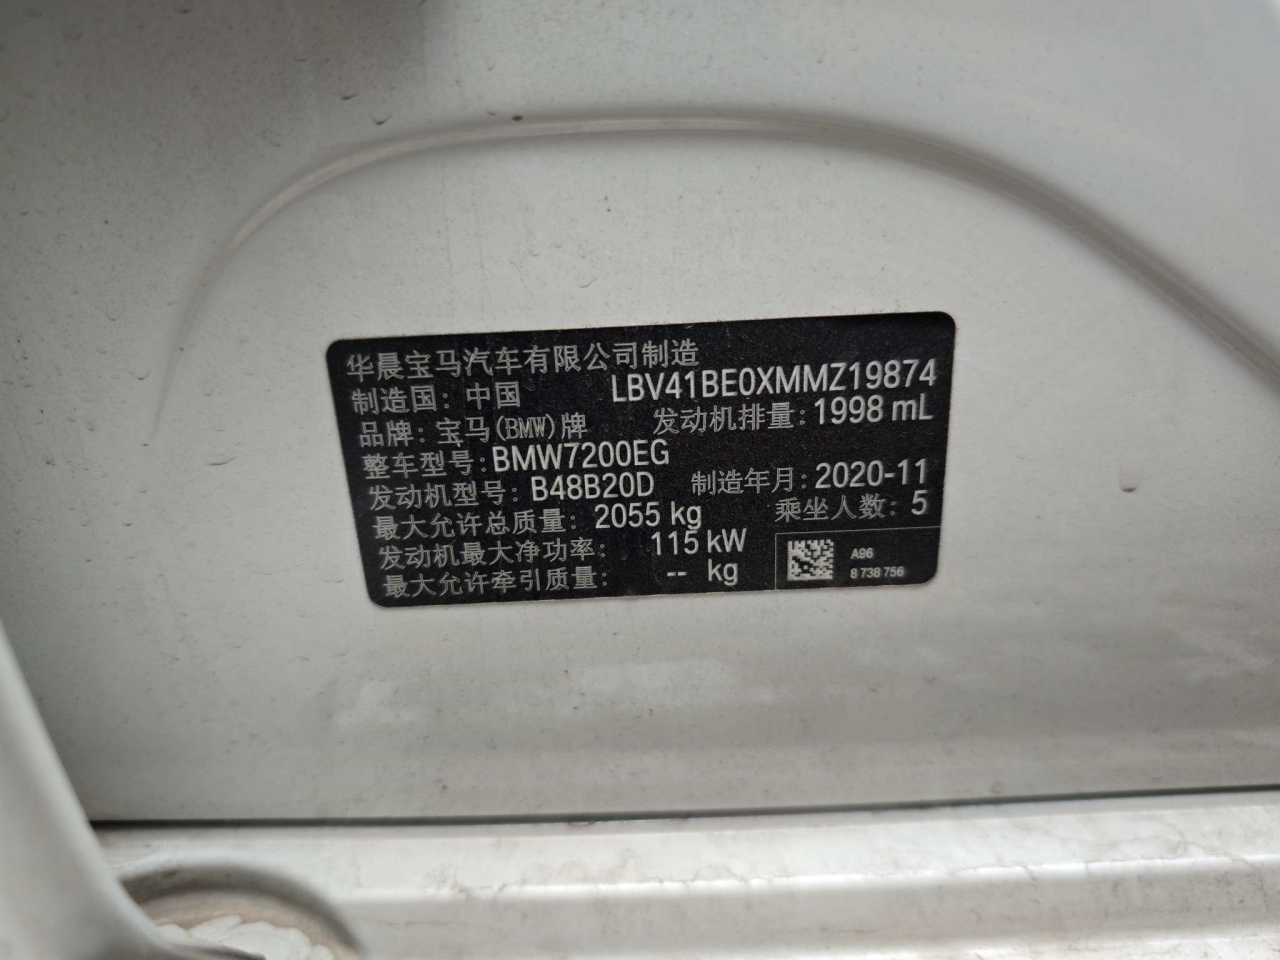 华晨宝马汽车有限公司制造
制造国：中国 LBV41BE0XMMZ19874
品牌：宝马(BMW)牌 发动机排量：1998 mL
整车型号：BMW7200EG
发动机型号：B48B20D 制造年月：2020-11
最大允许总质量：2055 kg 乘坐人数：5
发动机最大净功率：115 kW
最大允许牵引质量：-- kg
A96
8 738 756